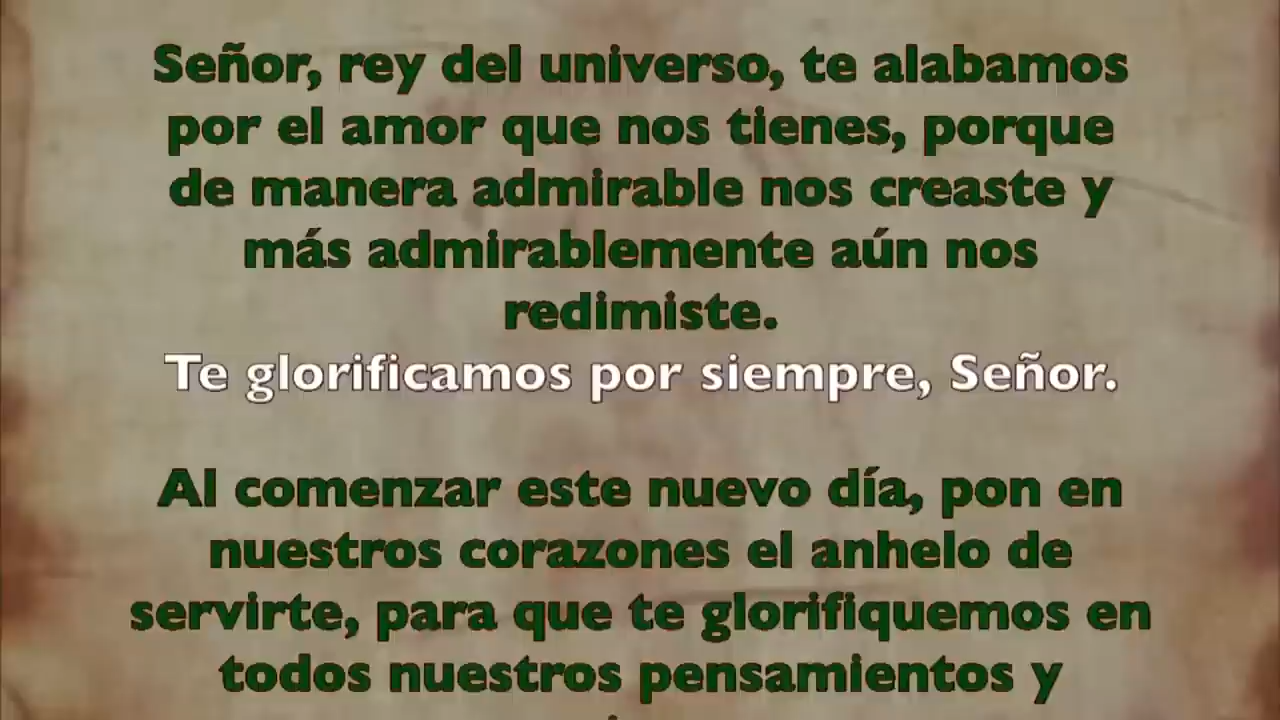 Señor, rey del universo, te alabamos
por el amor que nos tienes, porque
de manera admirable nos creaste y
más admirablemente aún nos
redimiste.
Te glorificamos por siempre, Señor.
Al comenzar este nuevo día, pon en
nuestros corazones el anhelo de
servirte, para que te glorifiquemos en
todos nuestros pensamientos y